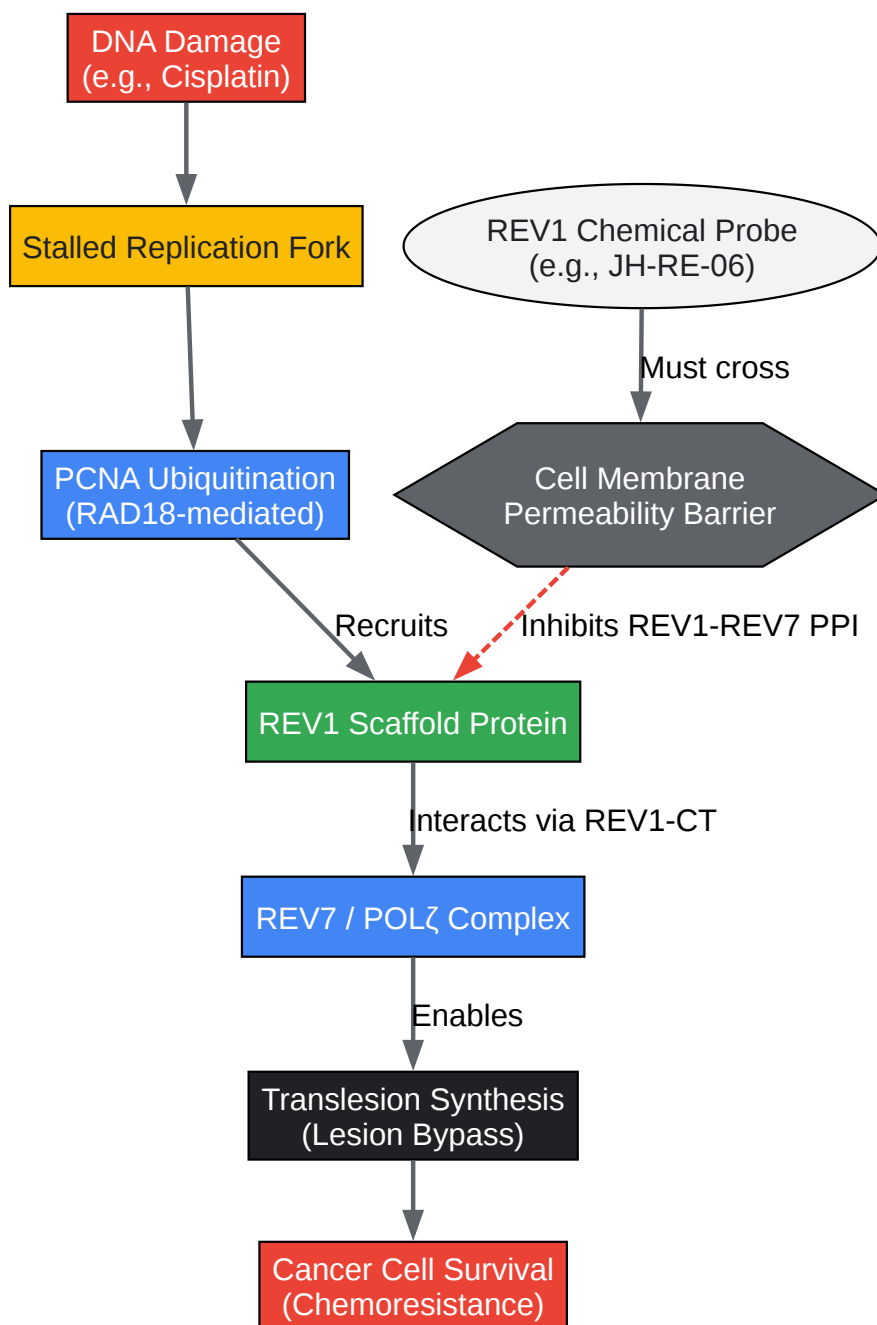 DNA Damage
(e.g., Cisplatin)
Stalled Replication Fork
REV1 Chemical Probe
(e.g., JH-RE-06)
Must cross
PCNA Ubiquitination
(RAD18-mediated)
Cell Membrane
Permeability Barrier
Recruits
Inhibits REV1-REV7 PPI
REV1 Scaffold Protein
Interacts via REV1-CT
REV7 / POLζ Complex
Enables
Translesion Synthesis
(Lesion Bypass)
Cancer Cell Survival
(Chemoresistance)